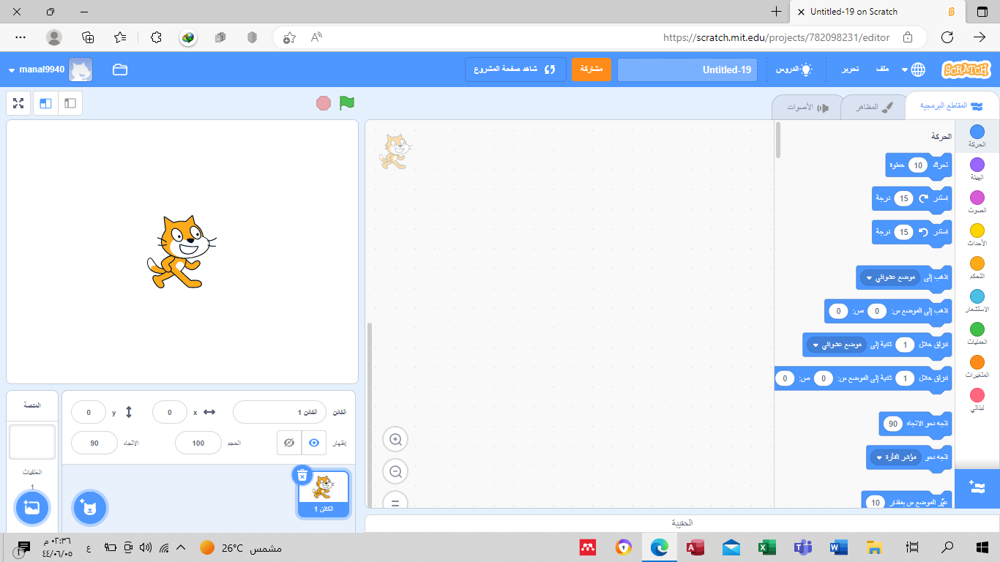 Untitled-19 on Scratch
https://scratch.mit.edu/projects/782098231/editor
SCRATCH
ملف
تحرير
الدروس
Untitled-19
مشاركة
شاهد صفحة المشروع
manal9940
المقاطع البرمجية
المظاهر
الأصوات
الحركة
الهيئة
الصوت
الأحداث
التحكم
الاستشعار
العمليات
المتغيرات
لبناتي
الحركة
تحرك 10 خطوة
استدر 15 درجة
استدر 15 درجة
اذهب إلى موضع عشوائي
اذهب إلى الموضع س: 0 ص: 0
انزلق خلال 1 ثانية إلى موضع عشوائي
انزلق خلال 1 ثانية إلى الموضع س: 0 ص: 0
اتجه نحو الاتجاه 90
اتجه نحو مؤشر الفأرة
غيّر الموضع س بمقدار 10
الكائن الكائن 1 x 0 y 0
إظهار الحجم 100 الاتجاه 90
الكائن 1
المنصة
الخلفيات
1
الحقيبة
مشمس 26°C
ع
٠٢:٣٦ م
٤٤/٠٦/٠٥
١